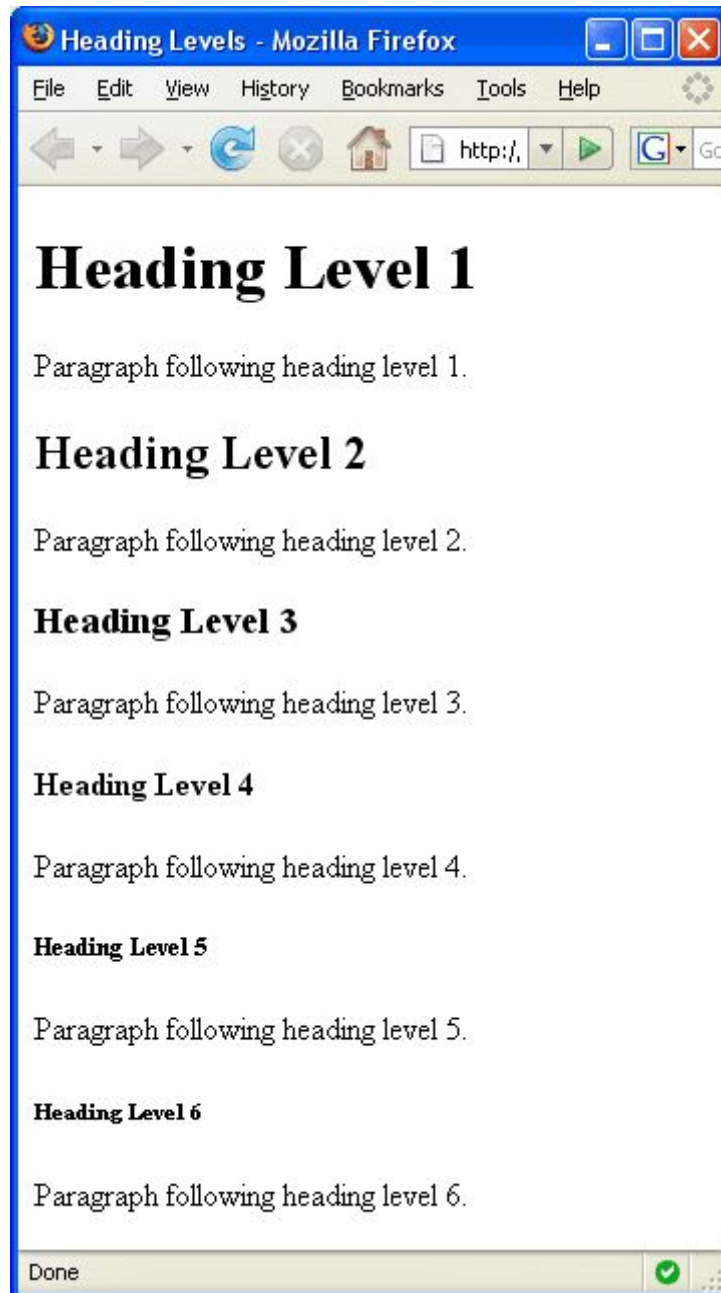 Heading Levels - Mozilla Firefox
File Edit View History Bookmarks Tools Help
http:/, G Go
Heading Level 1
Paragraph following heading level 1.
Heading Level 2
Paragraph following heading level 2.
Heading Level 3
Paragraph following heading level 3.
Heading Level 4
Paragraph following heading level 4.
Heading Level 5
Paragraph following heading level 5.
Heading Level 6
Paragraph following heading level 6.
Done